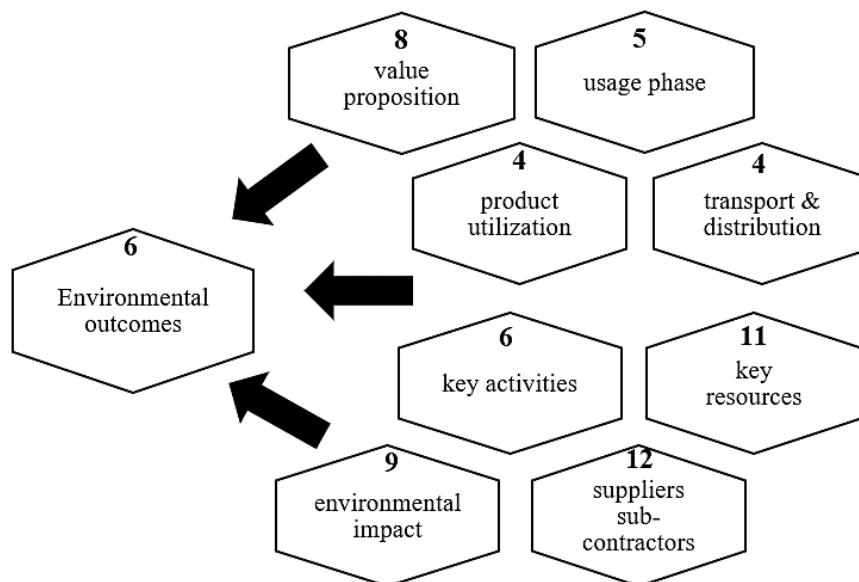 8
value
proposition
5
usage phase
4
product
utilization
4
transport &
distribution
6
Environmental
outcomes
6
key activities
11
key
resources
9
environmental
impact
12
suppliers
sub-
contractors